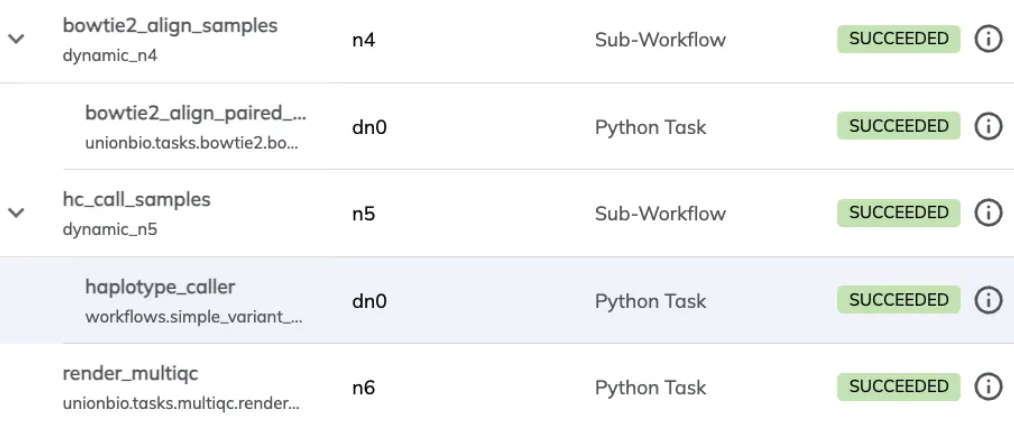 bowtie2_align_samples
dynamic_n4
n4
Sub-Workflow
SUCCEEDED
bowtie2_align_paired_...
unionbio.tasks.bowtie2.bo...
dn0
Python Task
SUCCEEDED
hc_call_samples
dynamic_n5
n5
Sub-Workflow
SUCCEEDED
haplotype_caller
workflows.simple_variant_...
dn0
Python Task
SUCCEEDED
render_multiqc
unionbio.tasks.multiqc.render...
n6
Python Task
SUCCEEDED